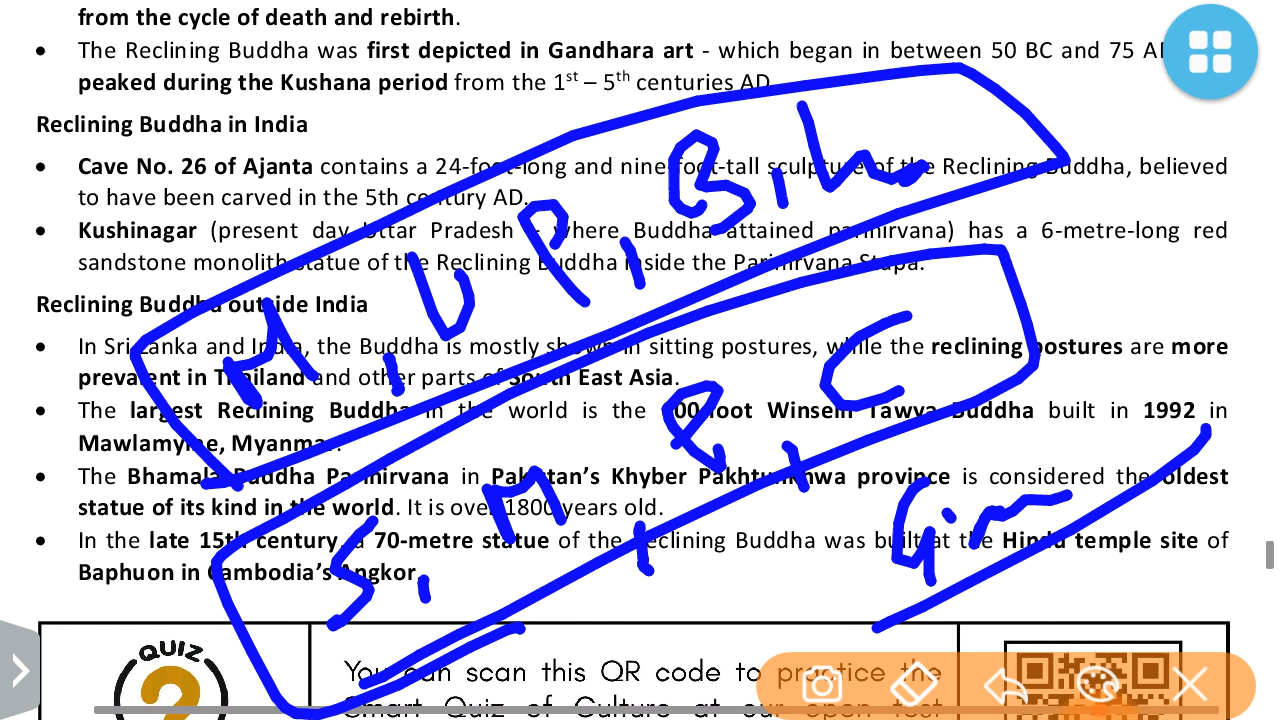 from the cycle of death and rebirth.
• The Reclining Buddha was first depicted in Gandhara art - which began in between 50 BC and 75 A
peaked during the Kushana period from the 1st – 5th centuries AD
Reclining Buddha in India
• Cave No. 26 of Ajanta contains a 24-foot-long and nine-foot-tall sculpture of the Reclining Buddha, believed
to have been carved in the 5th century AD.
• Kushinagar (present day Uttar Pradesh - where Buddha attained parinirvana) has a 6-metre-long red
sandstone monolith statue of the Reclining Buddha inside the Parinirvana Stupa.
Reclining Buddha outside India
• In Sri Lanka and India, the Buddha is mostly shown in sitting postures, while the reclining postures are more
prevalent in Thailand and other parts of South East Asia.
• The largest Reclining Buddha in the world is the 600-foot Winsein Tawya Buddha built in 1992 in
Mawlamyine, Myanmar.
• The Bhamala Buddha Parinirvana in Pakistan's Khyber Pakhtunkhwa province is considered the oldest
statue of its kind in the world. It is over 1800 years old.
• In the late 15th century, a 70-metre statue of the Reclining Buddha was built at the Hindu temple site of
Baphuon in Cambodia's Angkor.
M, UP, Bih
S, M, P, C
QUIZ
You can scan this QR code to practice the
Smart Quiz of Culture at our open test